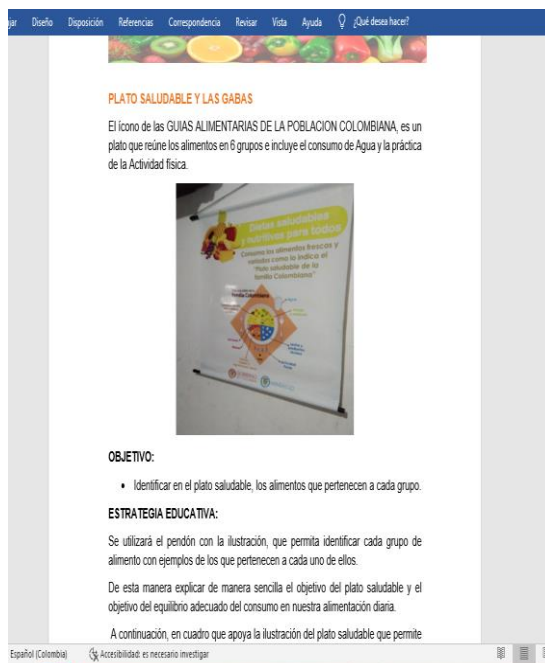 Diseño Disposición Referencias Correspondencia Revisar Vista Ayuda ¿Qué desea hacer?
PLATO SALUDABLE Y LAS GABAS
El ícono de las GUIAS ALIMENTARIAS DE LA POBLACION COLOMBIANA, es un
plato que reúne los alimentos en 6 grupos e incluye el consumo de Agua y la práctica
de la Actividad física.
Dietas saludables
y nutritivas para todos
Consuma los alimentos frescos y
variados como lo indica el
"Plato saludable de la
familia Colombiana"
familia Colombiana
OBJETIVO:
• Identificar en el plato saludable, los alimentos que pertenecen a cada grupo.
ESTRATEGIA EDUCATIVA:
Se utilizará el pendón con la ilustración, que permita identificar cada grupo de
alimento con ejemplos de los que pertenecen a cada uno de ellos.
De esta manera explicar de manera sencilla el objetivo del plato saludable y el
objetivo del equilibrio adecuado del consumo en nuestra alimentación diaria.
A continuación, en cuadro que apoya la ilustración del plato saludable que permite
Español (Colombia) Accesibilidad: es necesario investigar